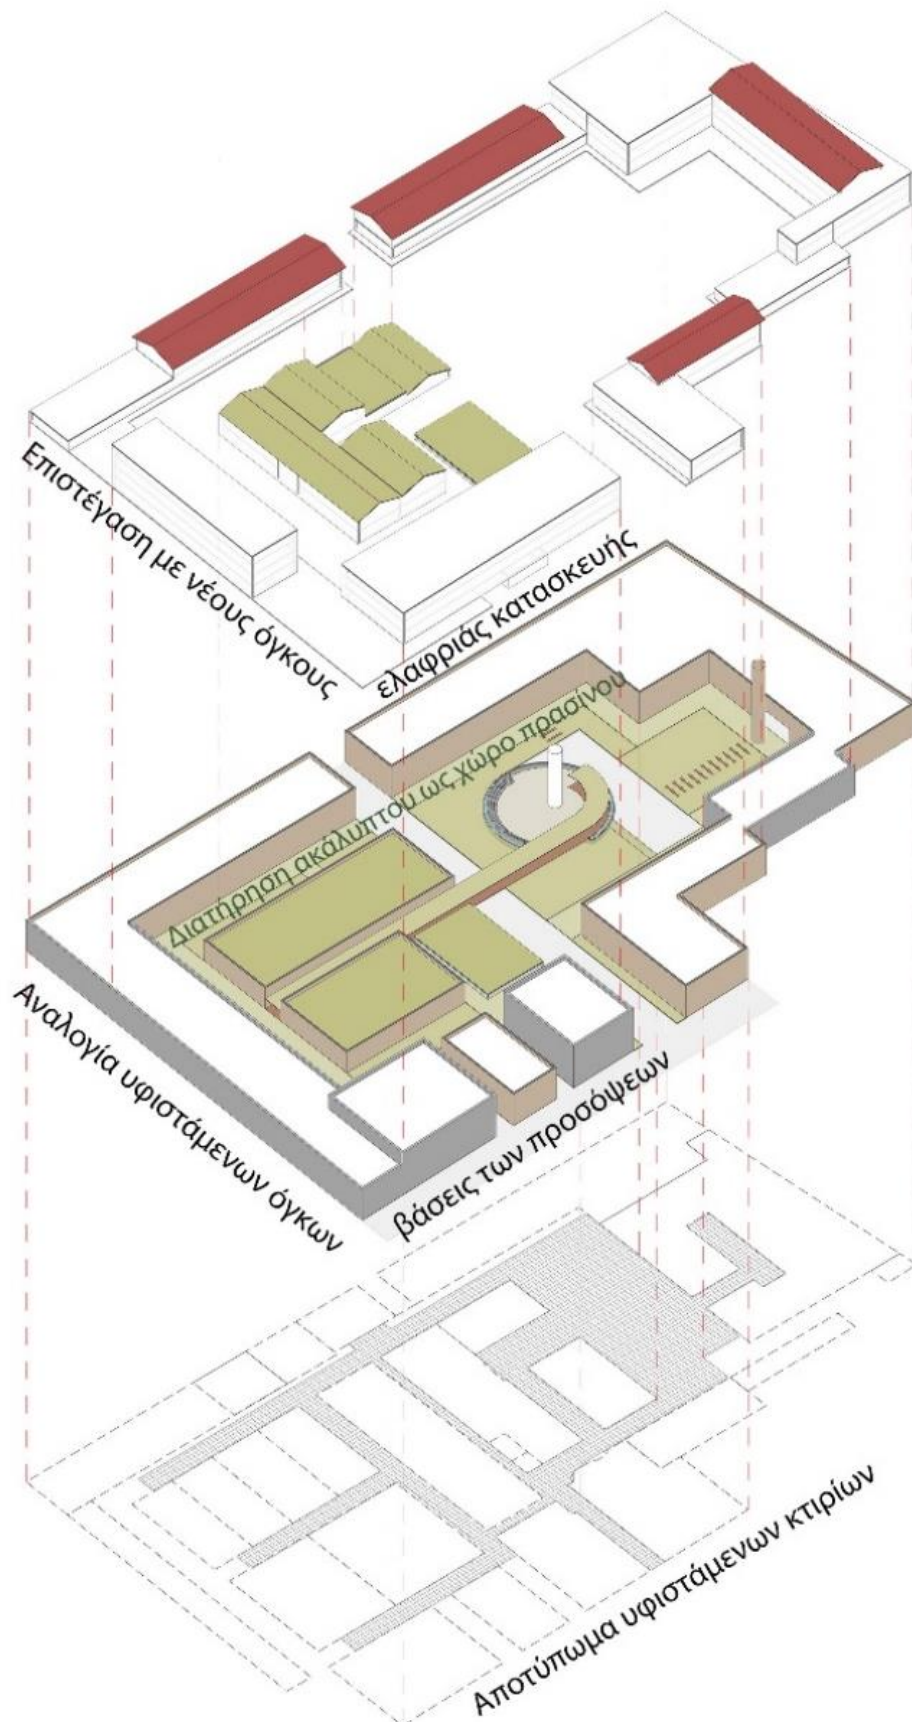 Επιστέγαση με νέους όγκους
ελαφριάς κατασκευής
Διατήρηση ακάλυπτου ως χώρο πρασίνου
Αναλογία υφιστάμενων όγκων
βάσεις των προσόψεων
Αποτύπωμα υφιστάμενων κτιρίων